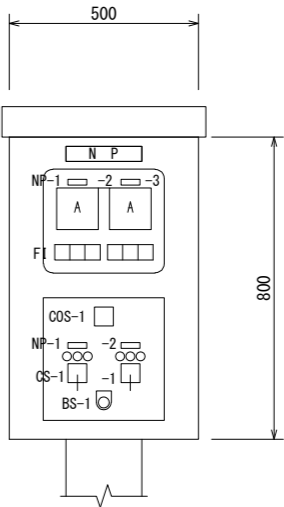 500
N P
NP-1 -2 -3
A A
FI
800
COS-1
NP-1 -2
CS-1 -1
BS-1